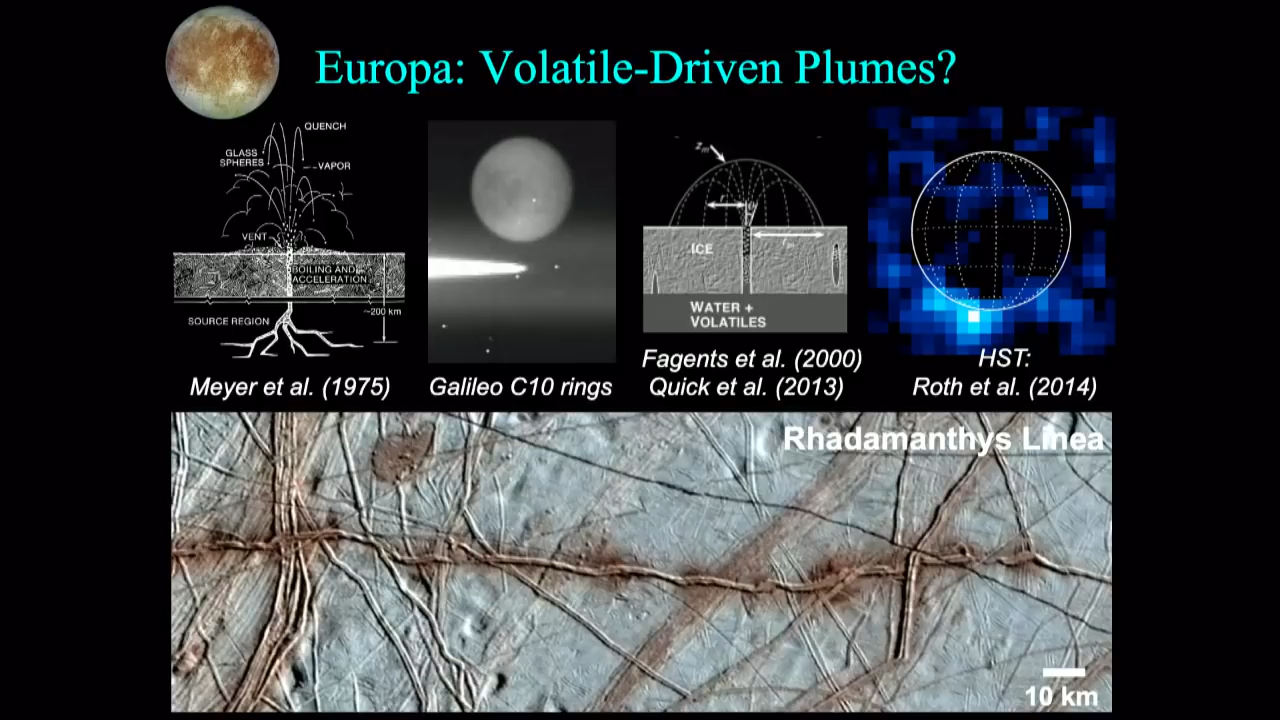 Europa: Volatile-Driven Plumes?
QUENCH
GLASS
SPHERES
VAPOR
VENT
BOILING AND
ACCELERATION
~200 km
SOURCE REGION
Meyer et al. (1975)
Galileo C10 rings
ICE
WATER +
VOLATILES
Fagents et al. (2000)
Quick et al. (2013)
HST:
Roth et al. (2014)
Rhadamanthys Linea
10 km